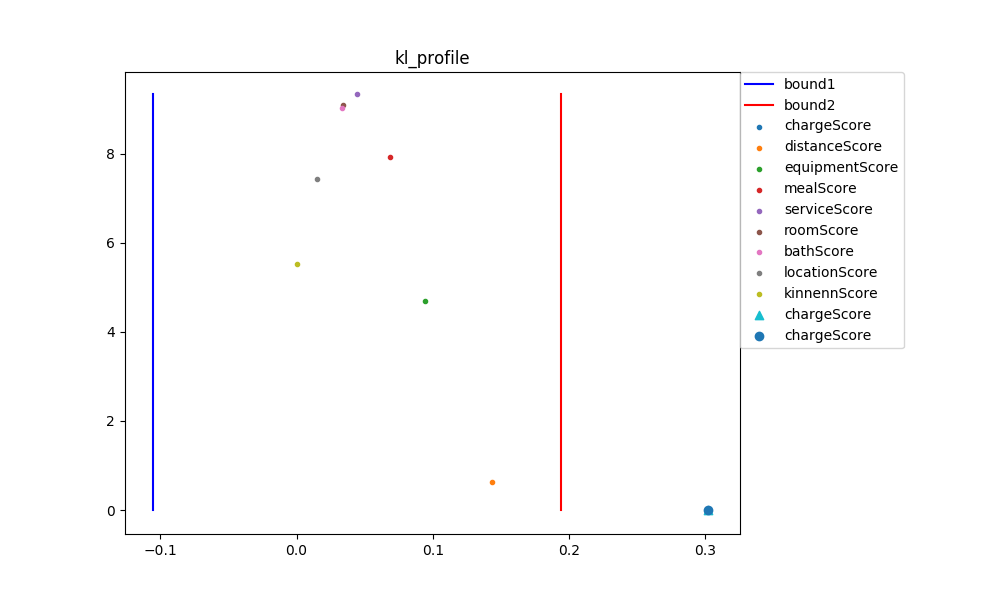 kl_profile
bound1
bound2
chargeScore
distanceScore
equipmentScore
mealScore
serviceScore
roomScore
bathScore
locationScore
kinnennScore
chargeScore
chargeScore
8
6
4
2
0
−0.1
0.0
0.1
0.2
0.3